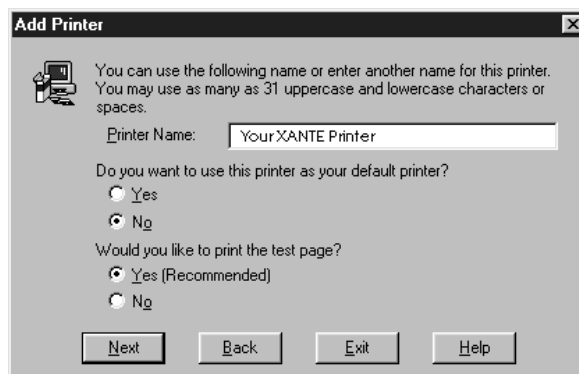 Add Printer
You can use the following name or enter another name for this printer.
You may use as many as 31 uppercase and lowercase characters or
spaces.
Printer Name: Your XANTE Printer
Do you want to use this printer as your default printer?
Yes
No
Would you like to print the test page?
Yes (Recommended)
No
Next Back Exit Help